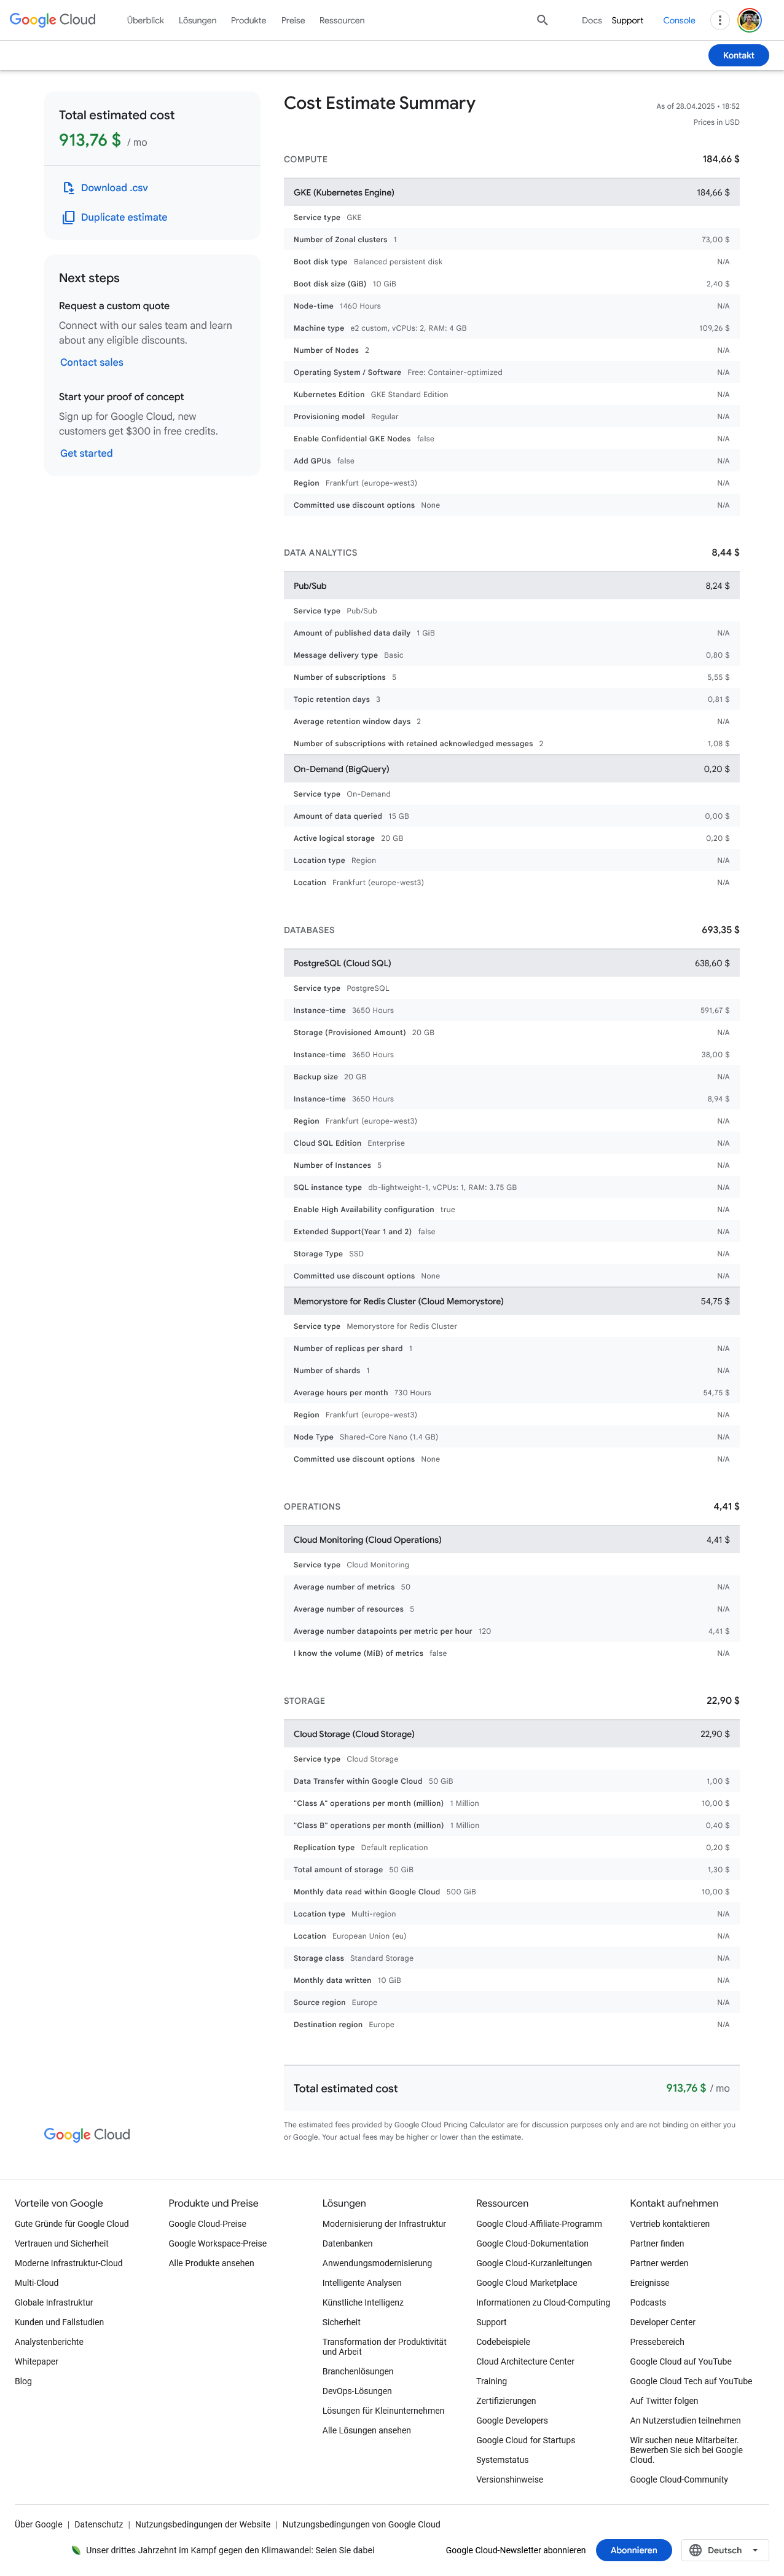 Google Cloud
Überblick
Lösungen
Produkte
Preise
Ressourcen
Docs
Support
Console
Kontakt
Total estimated cost
913,76 $ / mo
Download .csv
Duplicate estimate
Next steps
Request a custom quote
Connect with our sales team and learn
about any eligible discounts.
Contact sales
Start your proof of concept
Sign up for Google Cloud, new
customers get $300 in free credits.
Get started
Cost Estimate Summary
As of 28.04.2025 • 18:52
Prices in USD
COMPUTE 184,66 $
GKE (Kubernetes Engine) 184,66 $
Service type GKE
Number of Zonal clusters 1 73,00 $
Boot disk type Balanced persistent disk N/A
Boot disk size (GiB) 10 GiB 2,40 $
Node-time 1460 Hours N/A
Machine type e2 custom, vCPUs: 2, RAM: 4 GB 109,26 $
Number of Nodes 2 N/A
Operating System / Software Free: Container-optimized N/A
Kubernetes Edition GKE Standard Edition N/A
Provisioning model Regular N/A
Enable Confidential GKE Nodes false N/A
Add GPUs false N/A
Region Frankfurt (europe-west3) N/A
Committed use discount options None N/A
DATA ANALYTICS 8,44 $
Pub/Sub 8,24 $
Service type Pub/Sub
Amount of published data daily 1 GiB N/A
Message delivery type Basic 0,80 $
Number of subscriptions 5 5,55 $
Topic retention days 3 0,81 $
Average retention window days 2 N/A
Number of subscriptions with retained acknowledged messages 2 1,08 $
On-Demand (BigQuery) 0,20 $
Service type On-Demand
Amount of data queried 15 GB 0,00 $
Active logical storage 20 GB 0,20 $
Location type Region N/A
Location Frankfurt (europe-west3) N/A
DATABASES 693,35 $
PostgreSQL (Cloud SQL) 638,60 $
Service type PostgreSQL
Instance-time 3650 Hours 591,67 $
Storage (Provisioned Amount) 20 GB N/A
Instance-time 3650 Hours 38,00 $
Backup size 20 GB N/A
Instance-time 3650 Hours 8,94 $
Region Frankfurt (europe-west3) N/A
Cloud SQL Edition Enterprise N/A
Number of Instances 5 N/A
SQL instance type db-lightweight-1, vCPUs: 1, RAM: 3.75 GB N/A
Enable High Availability configuration true N/A
Extended Support(Year 1 and 2) false N/A
Storage Type SSD N/A
Committed use discount options None N/A
Memorystore for Redis Cluster (Cloud Memorystore) 54,75 $
Service type Memorystore for Redis Cluster
Number of replicas per shard 1 N/A
Number of shards 1 N/A
Average hours per month 730 Hours 54,75 $
Region Frankfurt (europe-west3) N/A
Node Type Shared-Core Nano (1.4 GB) N/A
Committed use discount options None N/A
OPERATIONS 4,41 $
Cloud Monitoring (Cloud Operations) 4,41 $
Service type Cloud Monitoring
Average number of metrics 50 N/A
Average number of resources 5 N/A
Average number datapoints per metric per hour 120 4,41 $
I know the volume (MiB) of metrics false N/A
STORAGE 22,90 $
Cloud Storage (Cloud Storage) 22,90 $
Service type Cloud Storage
Data Transfer within Google Cloud 50 GiB 1,00 $
"Class A" operations per month (million) 1 Million 10,00 $
"Class B" operations per month (million) 1 Million 0,40 $
Replication type Default replication 0,20 $
Total amount of storage 50 GiB 1,30 $
Monthly data read within Google Cloud 500 GiB 10,00 $
Location type Multi-region N/A
Location European Union (eu) N/A
Storage class Standard Storage N/A
Monthly data written 10 GiB N/A
Source region Europe N/A
Destination region Europe N/A
Total estimated cost 913,76 $ / mo
The estimated fees provided by Google Cloud Pricing Calculator are for discussion purposes only and are not binding on either you
or Google. Your actual fees may be higher or lower than the estimate.
Google Cloud
Vorteile von Google
Gute Gründe für Google Cloud
Vertrauen und Sicherheit
Moderne Infrastruktur-Cloud
Multi-Cloud
Globale Infrastruktur
Kunden und Fallstudien
Analystenberichte
Whitepaper
Blog
Produkte und Preise
Google Cloud-Preise
Google Workspace-Preise
Alle Produkte ansehen
Lösungen
Modernisierung der Infrastruktur
Datenbanken
Anwendungsmodernisierung
Intelligente Analysen
Künstliche Intelligenz
Sicherheit
Transformation der Produktivität
und Arbeit
Branchenlösungen
DevOps-Lösungen
Lösungen für Kleinunternehmen
Alle Lösungen ansehen
Ressourcen
Google Cloud-Affiliate-Programm
Google Cloud-Dokumentation
Google Cloud-Kurzanleitungen
Google Cloud Marketplace
Informationen zu Cloud-Computing
Support
Codebeispiele
Cloud Architecture Center
Training
Zertifizierungen
Google Developers
Google Cloud for Startups
Systemstatus
Versionshinweise
Kontakt aufnehmen
Vertrieb kontaktieren
Partner finden
Partner werden
Ereignisse
Podcasts
Developer Center
Pressebereich
Google Cloud auf YouTube
Google Cloud Tech auf YouTube
Auf Twitter folgen
An Nutzerstudien teilnehmen
Wir suchen neue Mitarbeiter.
Bewerben Sie sich bei Google
Cloud.
Google Cloud-Community
Über Google | Datenschutz | Nutzungsbedingungen der Website | Nutzungsbedingungen von Google Cloud
Unser drittes Jahrzehnt im Kampf gegen den Klimawandel: Seien Sie dabei
Google Cloud-Newsletter abonnieren
Abonnieren
Deutsch